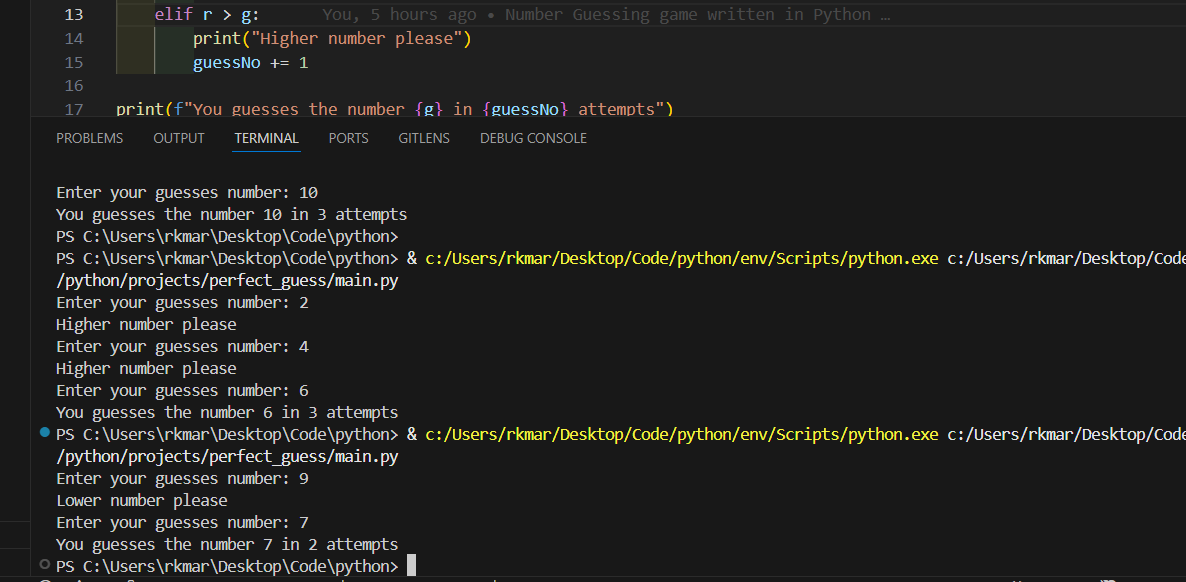 13 elif r > g: You, 5 hours ago • Number Guessing game written in Python …
14 print("Higher number please")
15 guessNo += 1
16
17 print(f"You guesses the number {g} in {guessNo} attempts")
PROBLEMS OUTPUT TERMINAL PORTS GITLENS DEBUG CONSOLE
Enter your guesses number: 10
You guesses the number 10 in 3 attempts
PS C:\Users\rkmar\Desktop\Code\python>
PS C:\Users\rkmar\Desktop\Code\python> & c:/Users/rkmar/Desktop/Code/python/env/Scripts/python.exe c:/Users/rkmar/Desktop/Code
/python/projects/perfect_guess/main.py
Enter your guesses number: 2
Higher number please
Enter your guesses number: 4
Higher number please
Enter your guesses number: 6
You guesses the number 6 in 3 attempts
PS C:\Users\rkmar\Desktop\Code\python> & c:/Users/rkmar/Desktop/Code/python/env/Scripts/python.exe c:/Users/rkmar/Desktop/Code
/python/projects/perfect_guess/main.py
Enter your guesses number: 9
Lower number please
Enter your guesses number: 7
You guesses the number 7 in 2 attempts
PS C:\Users\rkmar\Desktop\Code\python>